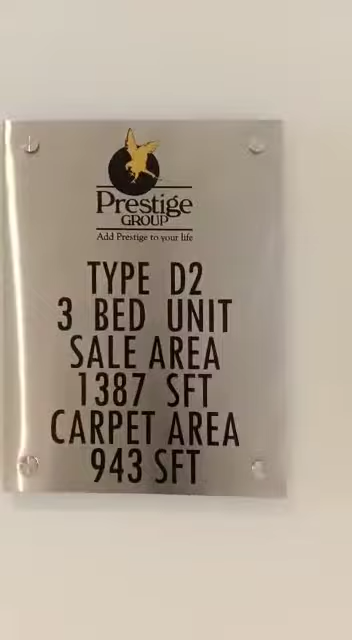 Prestige
GROUP
Add Prestige to your life
TYPE D2
3 BED UNIT
SALE AREA
1387 SFT
CARPET AREA
943 SFT